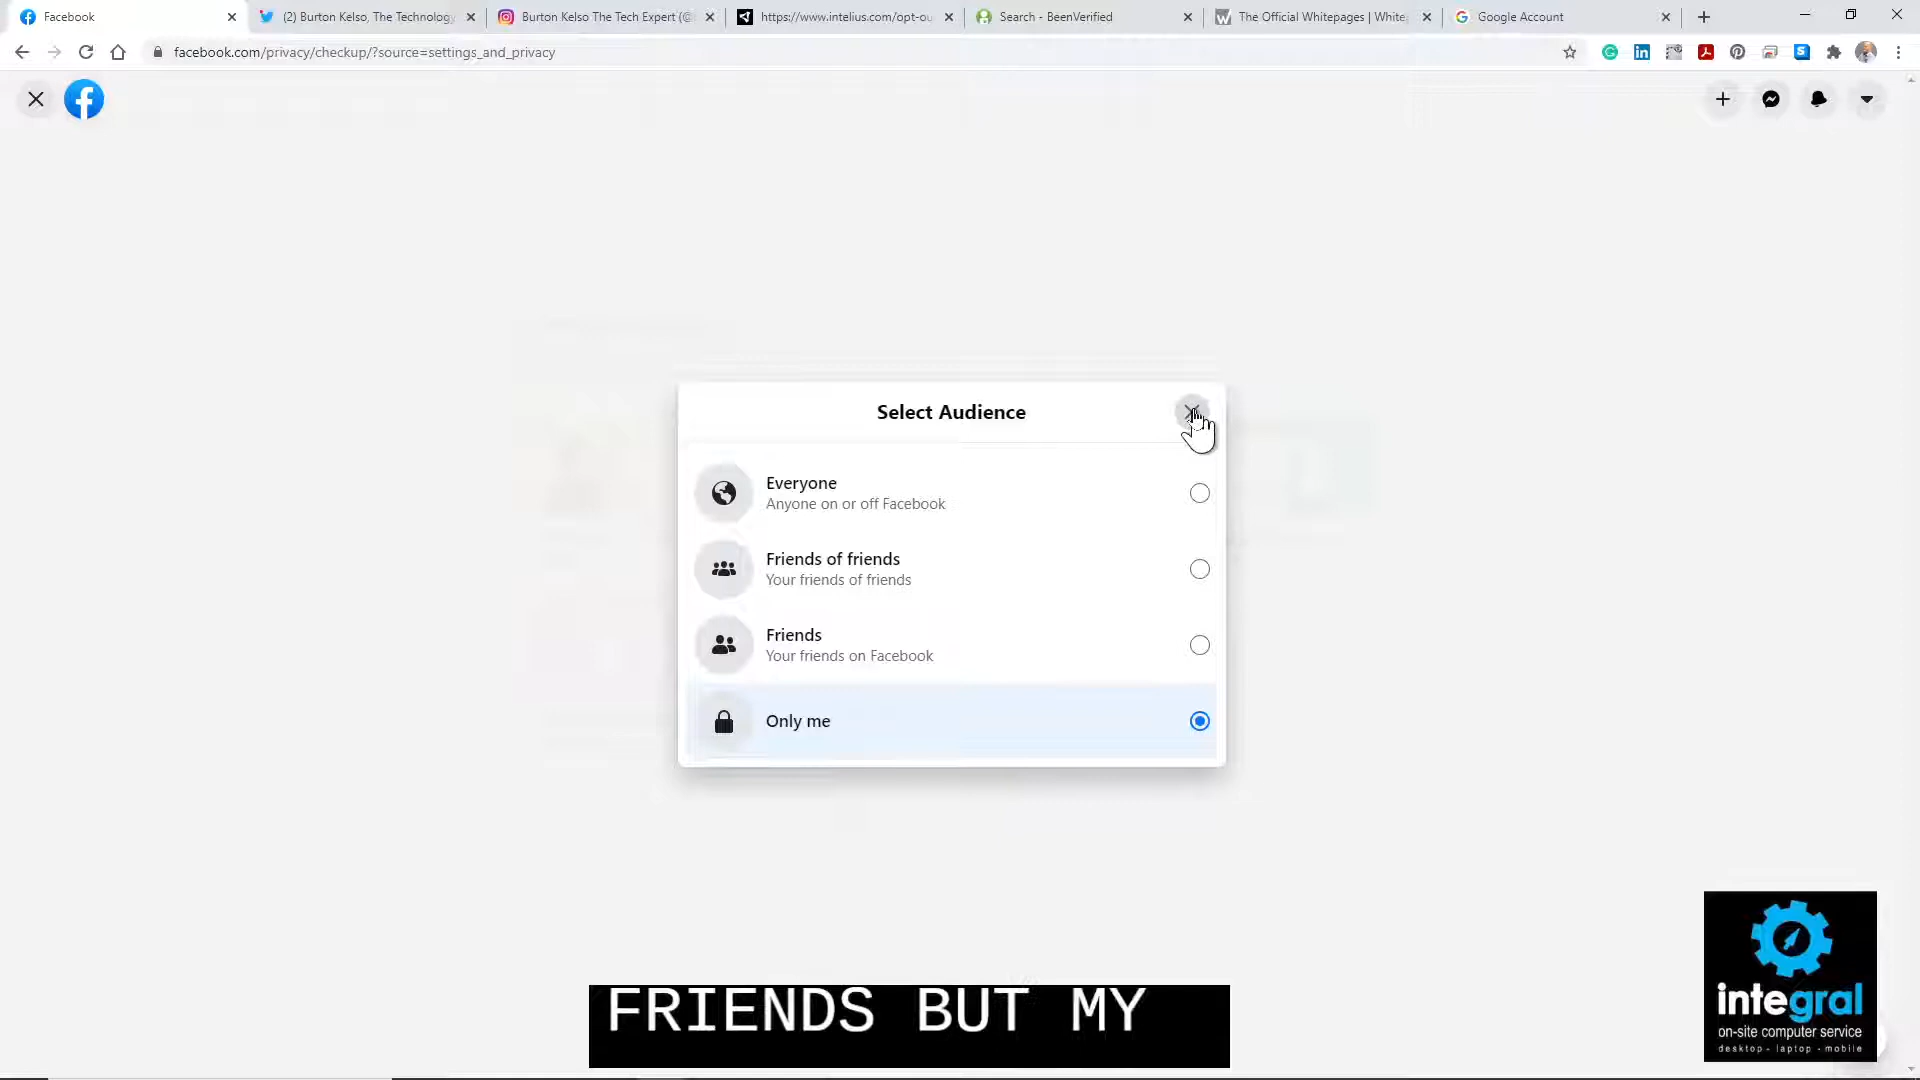 Facebook
(2) Burton Kelso, The Technology
Burton Kelso The Tech Expert (@
https://www.intelius.com/opt-ou
Search - BeenVerified
The Official Whitepages | White
Google Account
facebook.com/privacy/checkup/?source=settings_and_privacy
Select Audience
Everyone
Anyone on or off Facebook
Friends of friends
Your friends of friends
Friends
Your friends on Facebook
Only me
FRIENDS BUT MY
integral
on-site computer service
desktop - laptop - mobile